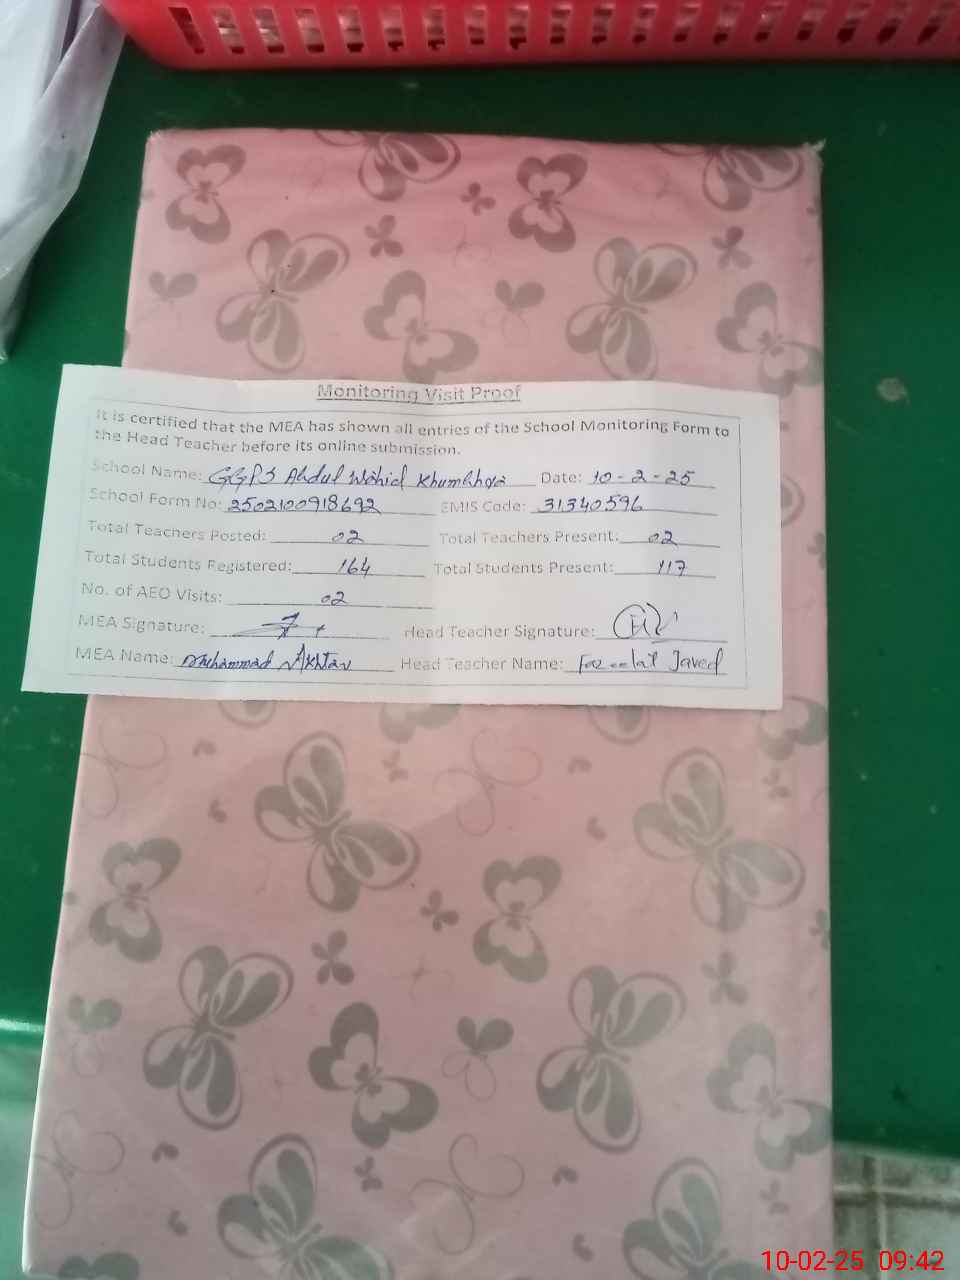 Monitoring Visit Proof
It is certified that the MEA has shown all entries of the School Monitoring Form to
the Head Teacher before its online submission.
School Name: GGPS Abdul Wahid Date: 10-2-25
School Form No: 2502100918692 EMIS Code: 31340596
Total Teachers Posted: 02 Total Teachers Present: 02
Total Students Registered: 164 Total Students Present: 117
No. of AEO Visits: 02
MEA Signature: Head Teacher Signature:
MEA Name: Muhammad Akhtar Head Teacher Name: Javed
10-02-25 09:42